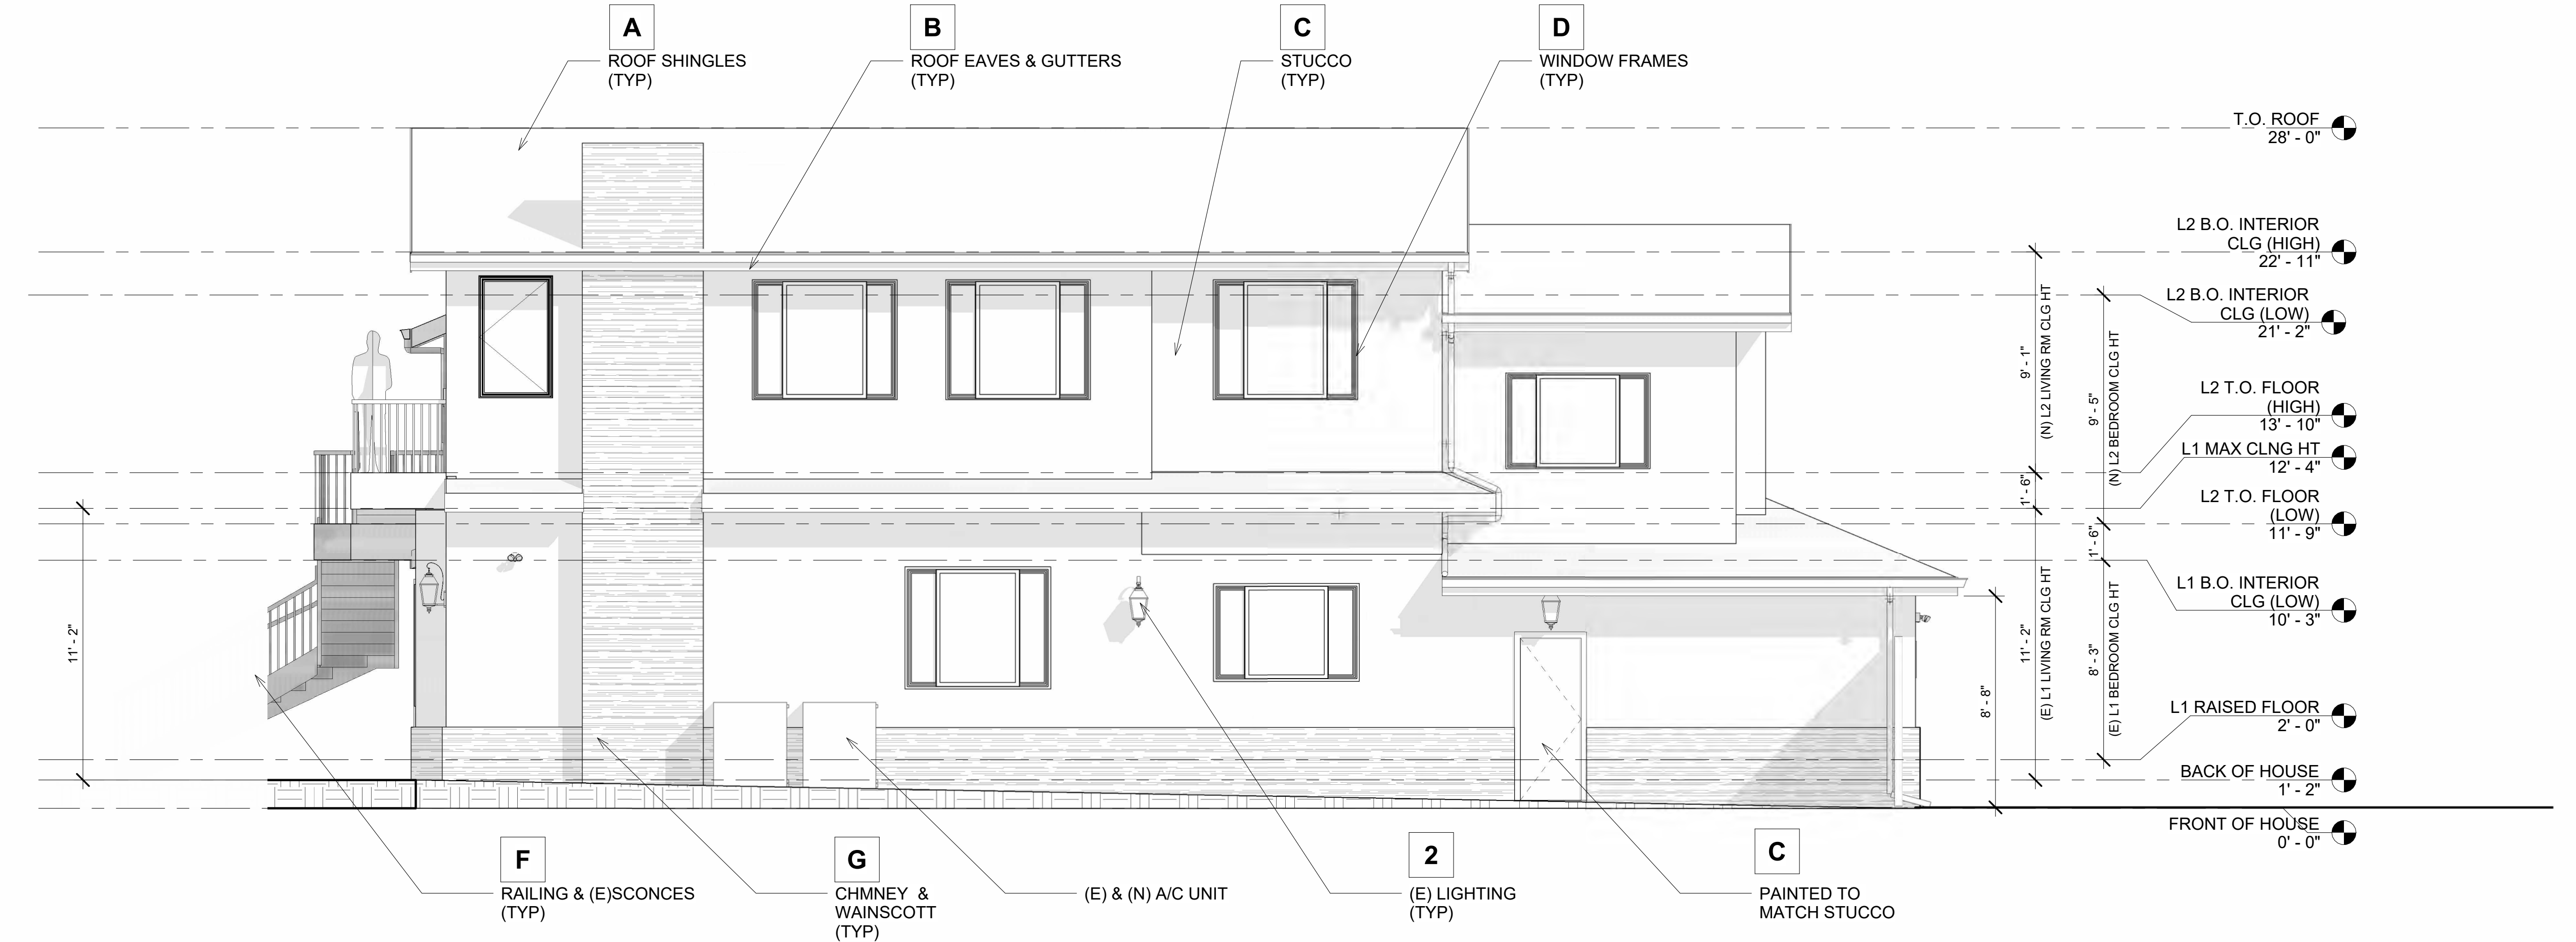 A
ROOF SHINGLES
(TYP)
B
ROOF EAVES & GUTTERS
(TYP)
C
STUCCO
(TYP)
D
WINDOW FRAMES
(TYP)
T.O. ROOF
28' - 0"
L2 B.O. INTERIOR
CLG (HIGH)
22' - 11"
L2 B.O. INTERIOR
CLG (LOW)
21' - 2"
L2 T.O. FLOOR
(HIGH)
13' - 10"
L1 MAX CLNG HT
12' - 4"
L2 T.O. FLOOR
(LOW)
11' - 9"
L1 B.O. INTERIOR
CLG (LOW)
10' - 3"
L1 RAISED FLOOR
2' - 0"
BACK OF HOUSE
1' - 2"
FRONT OF HOUSE
0' - 0"
11' - 2"
8' - 8"
9' - 1"
(N) L2 LIVING RM CLG HT
1' - 6"
11' - 2"
(E) L1 LIVING RM CLG HT
9' - 5"
(N) L2 BEDROOM CLG HT
1' - 6"
8' - 3"
(E) L1 BEDROOM CLG HT
F
RAILING & (E)SCONCES
(TYP)
G
CHMNEY &
WAINSCOTT
(TYP)
(E) & (N) A/C UNIT
2
(E) LIGHTING
(TYP)
C
PAINTED TO
MATCH STUCCO